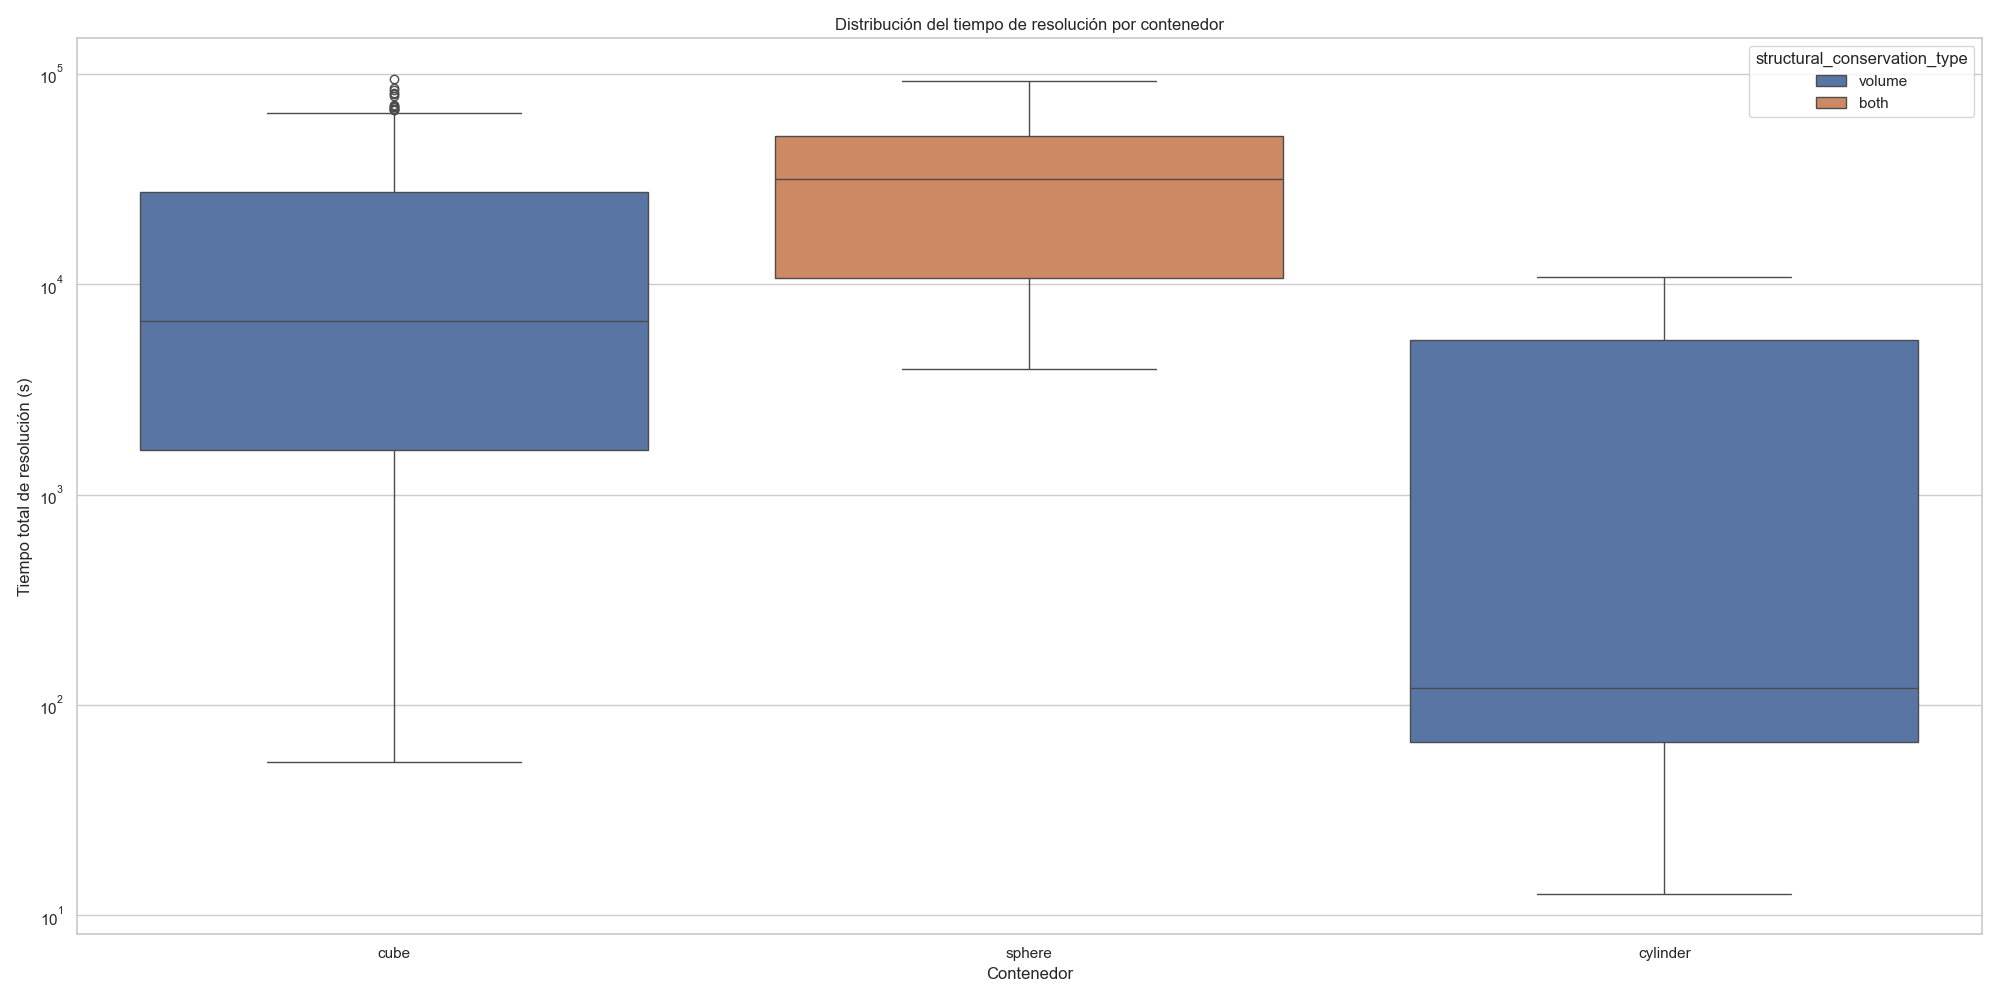 Distribución del tiempo de resolución por contenedor
structural_conservation_type
volume
both
Tiempo total de resolución (s)
10^5
10^4
10^3
10^2
10^1
cube
sphere
cylinder
Contenedor